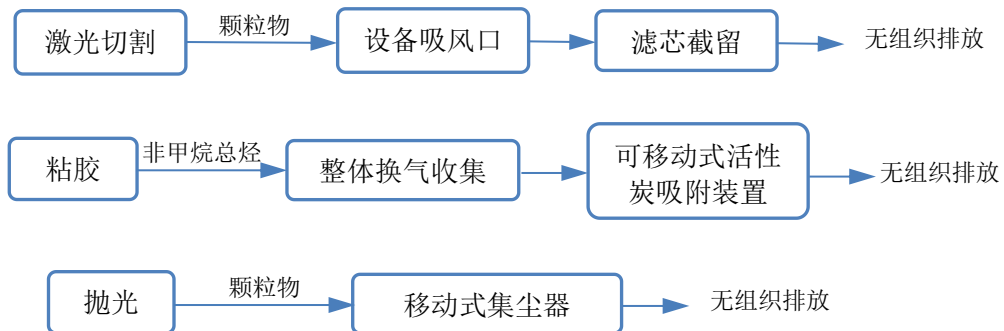 激光切割 颗粒物 设备吸风口 滤芯截留 无组织排放
粘胶 非甲烷总烃 整体换气收集 可移动式活性
炭吸附装置 无组织排放
抛光 颗粒物 移动式集尘器 无组织排放